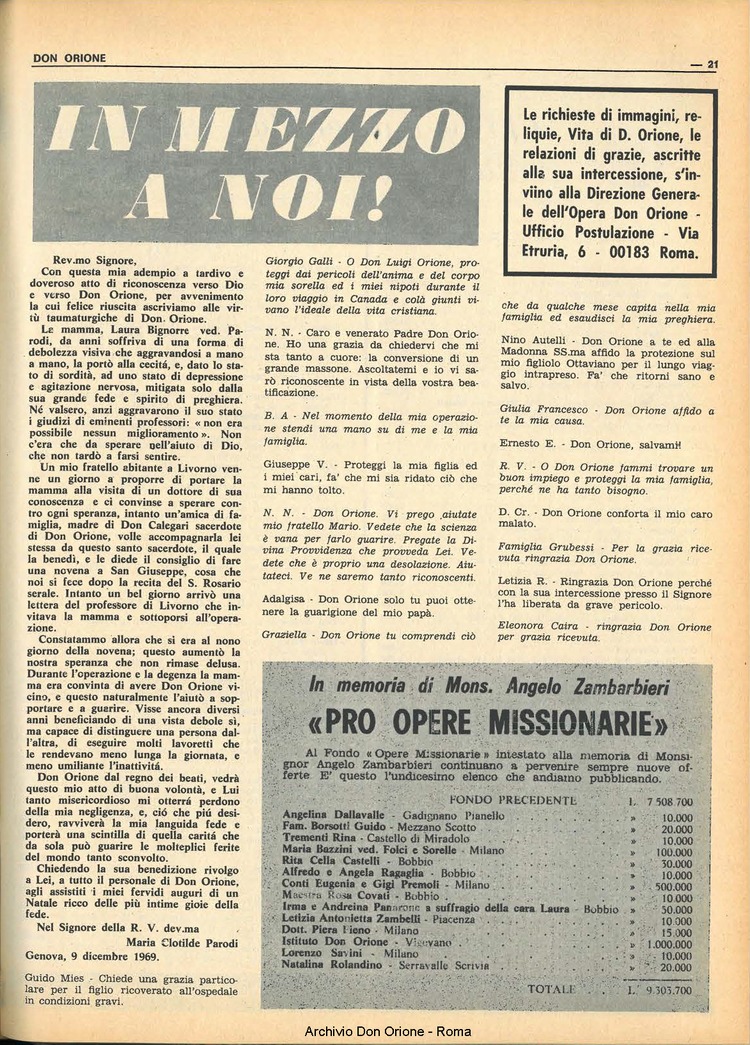 DON ORIONE
— 21
IN MEZZO
A NOI!
Rev.mo Signore,
Con questa mia adempio a tardivo e
doveroso atto di riconoscenza verso Dio
e verso Don Orione, per avvenimento
la cui felice riuscita ascriviamo alle vir-
tù taumaturgiche di Don Orione.
La mamma, Laura Bignorre ved. Pa-
rodi, da anni soffriva di una forma di
debolezza visiva che aggravandosi a mano
a mano, la portò alla cecitá, e, dato lo sta-
to di sordità, ad uno stato di depressione
e agitazione nervosa, mitigata solo dalla
sua grande fede e spirito di preghiera.
Né valsero, anzi aggravarono il suo stato
i giudizi di eminenti professori: « non era
possibile nessun miglioramento ». Non
c'era che da sperare nell'aiuto di Dio,
che non tardò a farsi sentire.
Un mio fratello abitante a Livorno ven-
ne un giorno a proporre di portare la
mamma alla visita di un dottore di sua
conoscenza e ci convinse a sperare con-
tro ogni speranza, intanto un'amica di fa-
miglia, madre di Don Calegari sacerdote
di Don Orione, volle accompagnarla lei
stessa da questo santo sacerdote, il quale
la benedì, e le diede il consiglio di fare
una novena a San Giuseppe, cosa che
noi si fece dopo la recita del S. Rosario
serale. Intanto un bel giorno arrivò una
lettera del professore di Livorno che in-
vitava la mamma e sottoporsi all'opera-
zione.
Constatammo allora che si era al nono
giorno della novena; questo aumentò la
nostra speranza che non rimase delusa.
Durante l'operazione e la degenza la mam-
ma era convinta di avere Don Orione vi-
cino, e questo naturalmente l'aiutò a sop-
portare e a guarire. Visse ancora diversi
anni beneficiando di una vista debole sì,
ma capace di distinguere una persona dal-
l'altra, di eseguire molti lavoretti che
le rendevano meno lunga la giornata, e
meno umiliante l'inattivitá.
Don Orione dal regno dei beati, vedrà
questo mio atto di buona volontà, e Lui
tanto misericordioso mi otterrá perdono
della mia negligenza, e, ció che piú desi-
dero, ravviverà la mia languida fede e
porterà una scintilla di quella caritá che
da sola può guarire le molteplici ferite
del mondo tanto sconvolto.
Chiedendo la sua benedizione rivolgo
a Lei, a tutto il personale di Don Orione,
agli assistiti i miei fervidi auguri di un
Natale ricco delle più intime gioie della
fede.
Nel Signore della R. V. dev.ma
Maria Clotilde Parodi
Genova, 9 dicembre 1969.
Guido Mies - Chiede una grazia partico-
lare per il figlio ricoverato all'ospedale
in condizioni gravi.
Giorgio Galli - O Don Luigi Orione, pro-
teggi dai pericoli dell'anima e del corpo
mia sorella ed i miei nipoti durante il
loro viaggio in Canada e colà giunti vi-
vano l'ideale della vita cristiana.
N. N. - Caro e venerato Padre Don Orio-
ne. Ho una grazia da chiedervi che mi
sta tanto a cuore: la conversione di un
grande massone. Ascoltatemi e io vi sa-
rò riconoscente in vista della vostra bea-
tificazione.
B. A - Nel momento della mia operazio-
ne stendi una mano su di me e la mia
famiglia.
Giuseppe V. - Proteggi la mia figlia ed
i miei cari, fa' che mi sia ridato ciò che
mi hanno tolto.
N. N. - Don Orione. Vi prego aiutate
mio fratello Mario. Vedete che la scienza
è vana per farlo guarire. Pregate la Di-
vina Provvidenza che provveda Lei. Ve-
dete che è proprio una desolazione. Aiu-
tateci. Ve ne saremo tanto riconoscenti.
Adalgisa - Don Orione solo tu puoi otte-
nere la guarigione del mio papà.
Graziella - Don Orione tu comprendi ciò
Le richieste di immagini, re-
liquie, Vita di D. Orione, le
relazioni di grazie, ascritte
alla sua intercessione, s'in-
viino alla Direzione Genera-
le dell'Opera Don Orione -
Ufficio Postulazione - Via
Etruria, 6 - 00183 Roma.
che da qualche mese capita nella mia
famiglia ed esaudisci la mia preghiera.
Nino Autelli - Don Orione a te ed alla
Madonna SS.ma affido la protezione sul
mio figliolo Ottaviano per il lungo viag-
gio intrapreso. Fa' che ritorni sano e
salvo.
Giulia Francesco - Don Orione affido a
te la mia causa.
Ernesto E. - Don Orione, salvami!
R. V. - O Don Orione fammi trovare un
buon impiego e proteggi la mia famiglia,
perché ne ha tanto bisogno.
D. Cr. - Don Orione conforta il mio caro
malato.
Famiglia Grubessi - Per la grazia rice-
vuta ringrazia Don Orione.
Letizia R. - Ringrazia Don Orione perché
con la sua intercessione presso il Signore
l'ha liberata da grave pericolo.
Eleonora Caira - ringrazia Don Orione
per grazia ricevuta.
In memoria di Mons. Angelo Zambarbieri
«PRO OPERE MISSIONARIE»
Al Fondo « Opere Missionarie » intestato alla memoria di Monsi-
gnor Angelo Zambarbieri continuano a pervenire sempre nuove of-
ferte. E' questo l'undicesimo elenco che andiamo pubblicando.
FONDO PRECEDENTE L. 7 508.700
Angelina Dallavalle - Gadignano Pianello » 10.000
Fam. Borsotti Guido - Mezzano Scotto » 20.000
Trementi Rina - Castello di Miradolo » 10.000
Maria Bazzini ved. Folci e Sorelle - Milano » 100.000
Rita Cella Castelli - Bobbio » 30.000
Alfredo e Angela Ragaglia - Bobbio » 10.000
Conti Eugenia e Gigi Premoli - Milano » 500.000
Maestra Rosa Covati - Bobbio » 10.000
Irma e Andreina Panarone a suffragio della cara Laura - Bobbio » 50.000
Letizia Antonietta Zambelli - Piacenza » 10 000
Dott. Piera - Milano » 15 000
Istituto Don Orione - Vigevano » 1.000.000
Lorenzo Savini - Milano » 10.000
Natalina Rolandino - Serravalle Scrivia » 20.000
TOTALE L. 9.303.700
Archivio Don Orione - Roma